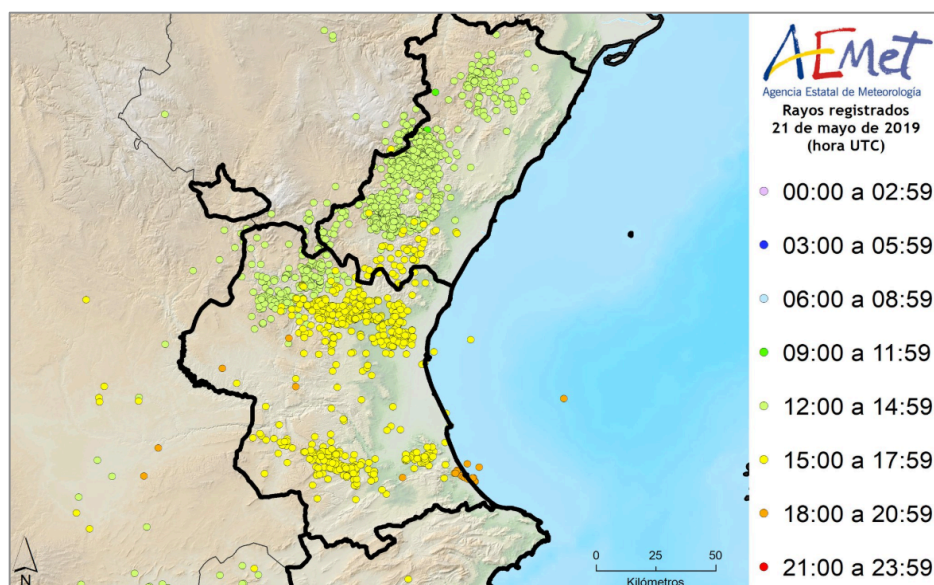 AEmet
Agencia Estatal de Meteorología
Rayos registrados
21 de mayo de 2019
(hora UTC)
00:00 a 02:59
03:00 a 05:59
06:00 a 08:59
09:00 a 11:59
12:00 a 14:59
15:00 a 17:59
18:00 a 20:59
21:00 a 23:59
0 25 50
Kilómetros
N